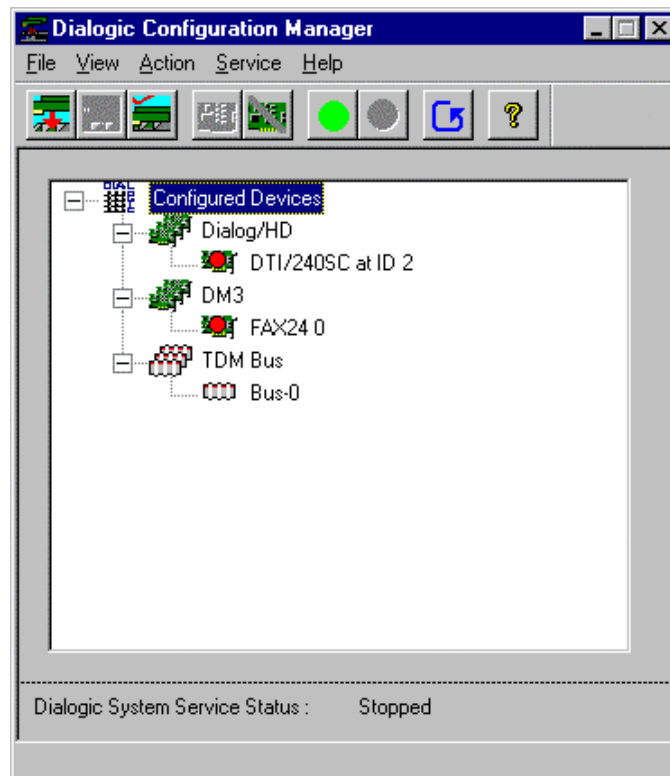 Dialogic Configuration Manager
File View Action Service Help
?
DIAL
Configured Devices
Dialog/HD
DTI/240SC at ID 2
DM3
FAX24 0
TDM Bus
Bus-0
Dialogic System Service Status : Stopped